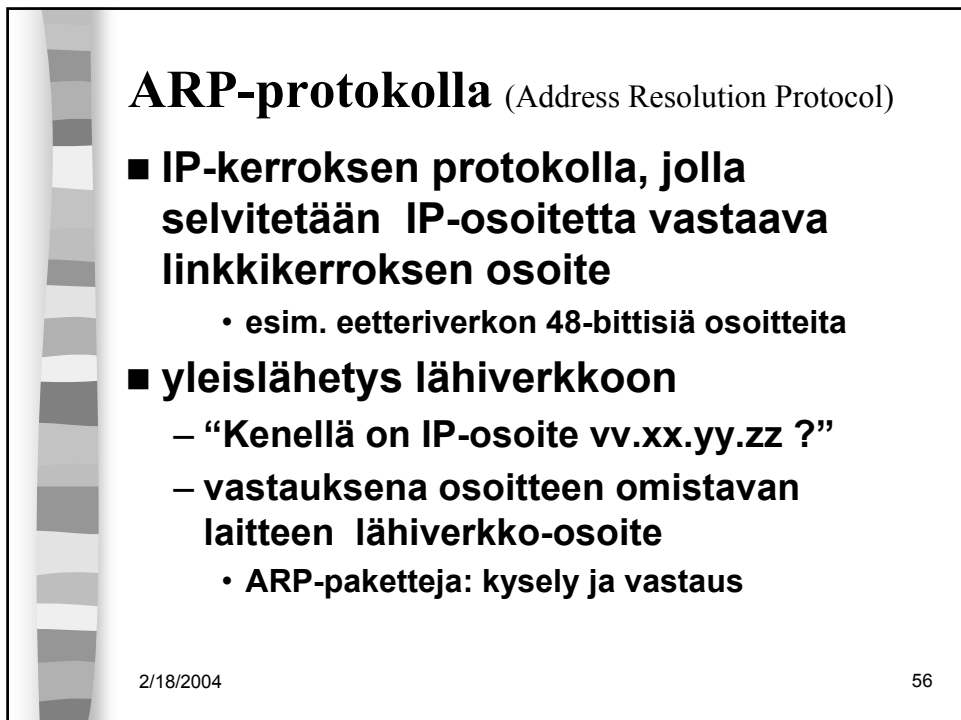 ARP-protokolla (Address Resolution Protocol)
■ IP-kerroksen protokolla, jolla
selvitetään IP-osoitetta vastaava
linkkikerroksen osoite
• esim. eetteriverkon 48-bittisiä osoitteita
■ yleislähetys lähiverkkoon
– “Kenellä on IP-osoite vv.xx.yy.zz ?”
– vastauksena osoitteen omistavan
laitteen lähiverkko-osoite
• ARP-paketteja: kysely ja vastaus
2/18/2004 56